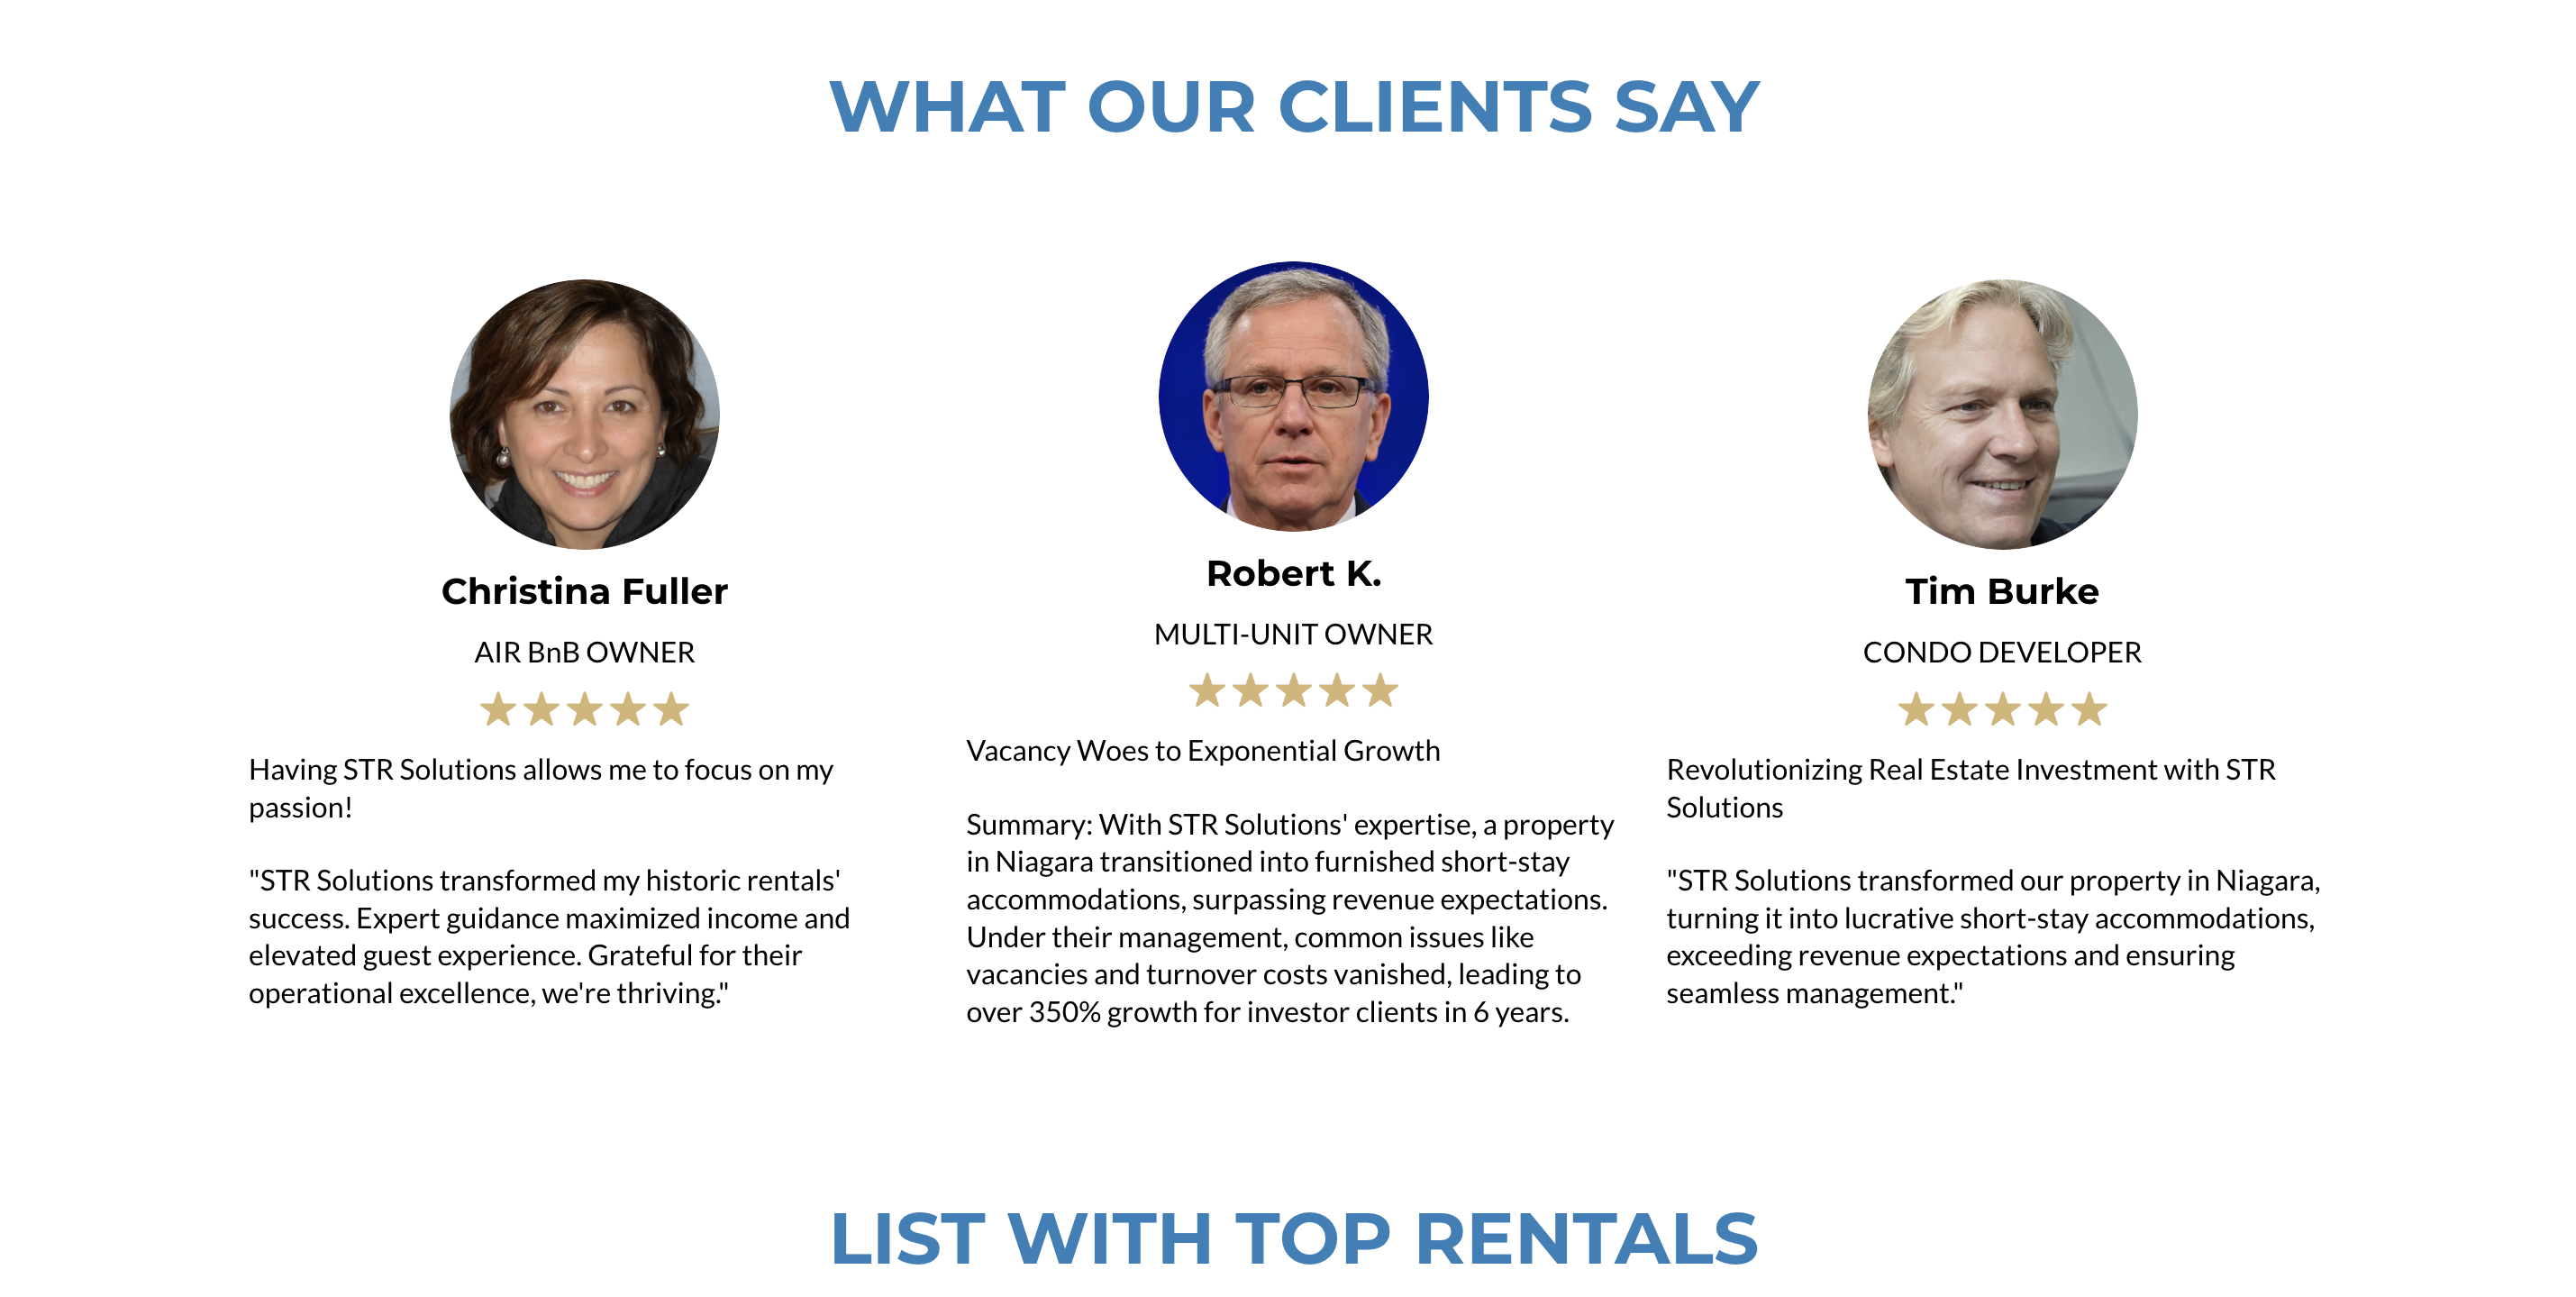 WHAT OUR CLIENTS SAY
Christina Fuller
AIR BnB OWNER
Having STR Solutions allows me to focus on my
passion!
"STR Solutions transformed my historic rentals'
success. Expert guidance maximized income and
elevated guest experience. Grateful for their
operational excellence, we're thriving."
Robert K.
MULTI-UNIT OWNER
Vacancy Woes to Exponential Growth
Summary: With STR Solutions' expertise, a property
in Niagara transitioned into furnished short-stay
accommodations, surpassing revenue expectations.
Under their management, common issues like
vacancies and turnover costs vanished, leading to
over 350% growth for investor clients in 6 years.
Tim Burke
CONDO DEVELOPER
Revolutionizing Real Estate Investment with STR
Solutions
"STR Solutions transformed our property in Niagara,
turning it into lucrative short-stay accommodations,
exceeding revenue expectations and ensuring
seamless management."
LIST WITH TOP RENTALS